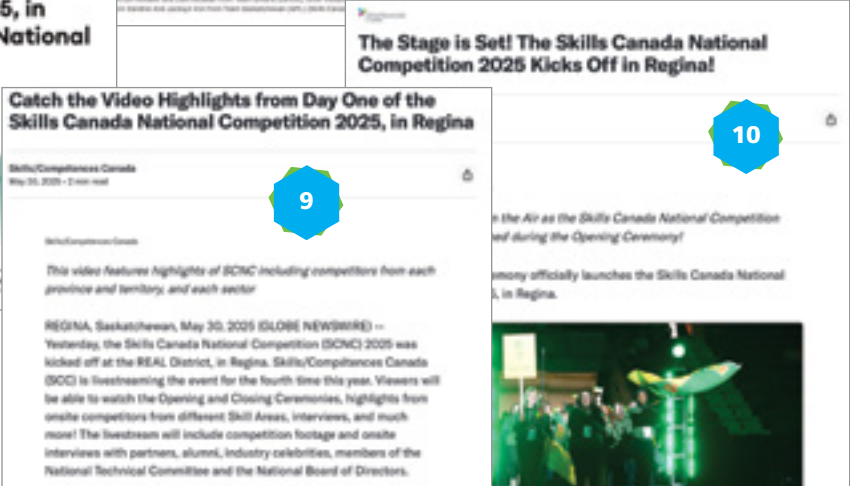 5, in
National
The Stage is Set! The Skills Canada National
Competition 2025 Kicks Off in Regina!
10
n the Air as the Skills Canada National Competition
ed during the Opening Ceremony!
mony officially launches the Skills Canada National
5, in Regina.
Catch the Video Highlights from Day One of the
Skills Canada National Competition 2025, in Regina
Skills/Compétences Canada
May 30, 2025 • 2 min read
9
Skills/Compétences Canada
This video features highlights of SCNC including competitors from each
province and territory, and each sector
REGINA, Saskatchewan, May 30, 2025 (GLOBE NEWSWIRE) --
Yesterday, the Skills Canada National Competition (SCNC) 2025 was
kicked off at the REAL District, in Regina. Skills/Compétences Canada
(SCC) is livestreaming the event for the fourth time this year. Viewers will
be able to watch the Opening and Closing Ceremonies, highlights from
onsite competitors from different Skill Areas, interviews, and much
more! The livestream will include competition footage and onsite
interviews with partners, alumni, industry celebrities, members of the
National Technical Committee and the National Board of Directors.